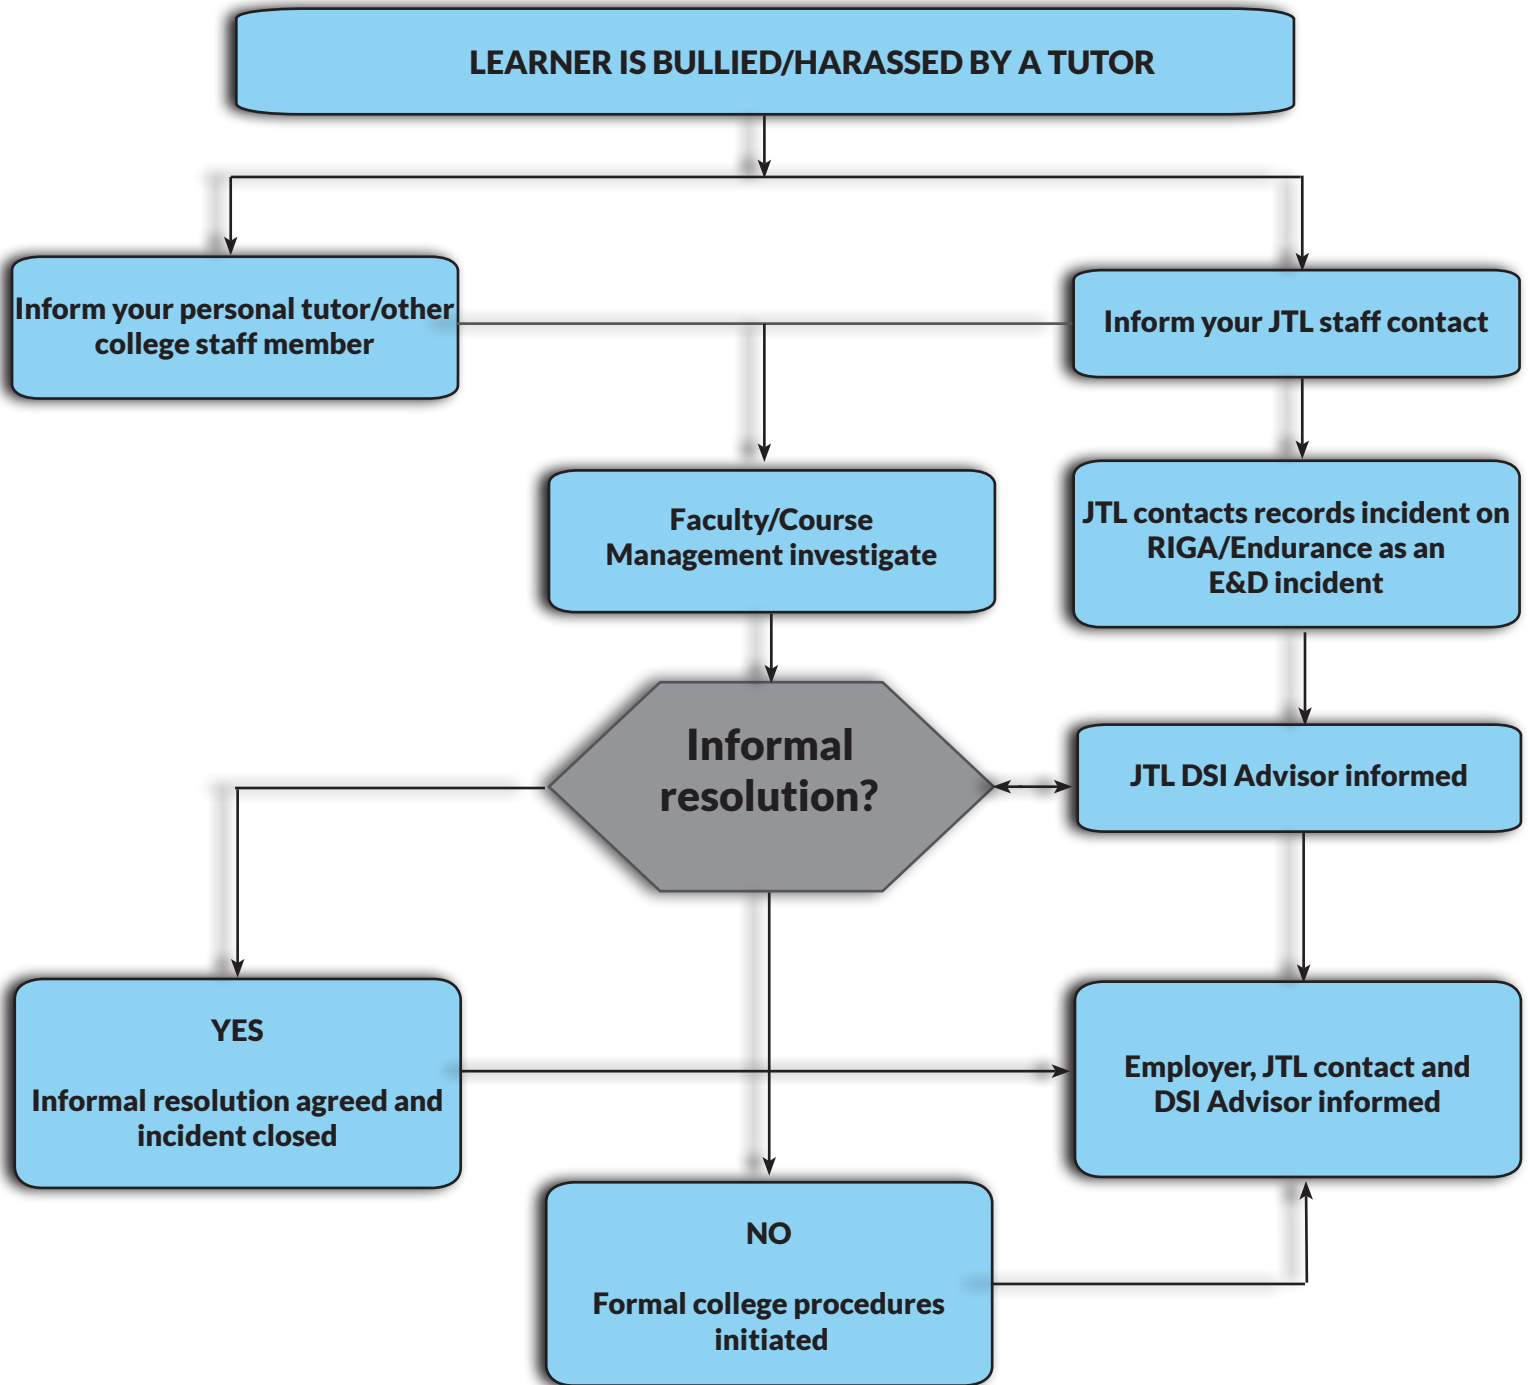 LEARNER IS BULLIED/HARASSED BY A TUTOR
Inform your personal tutor/other
college staff member
Inform your JTL staff contact
Faculty/Course
Management investigate
JTL contacts records incident on
RIGA/Endurance as an
E&D incident
Informal
resolution?
JTL DSI Advisor informed
YES
Informal resolution agreed and
incident closed
Employer, JTL contact and
DSI Advisor informed
NO
Formal college procedures
initiated